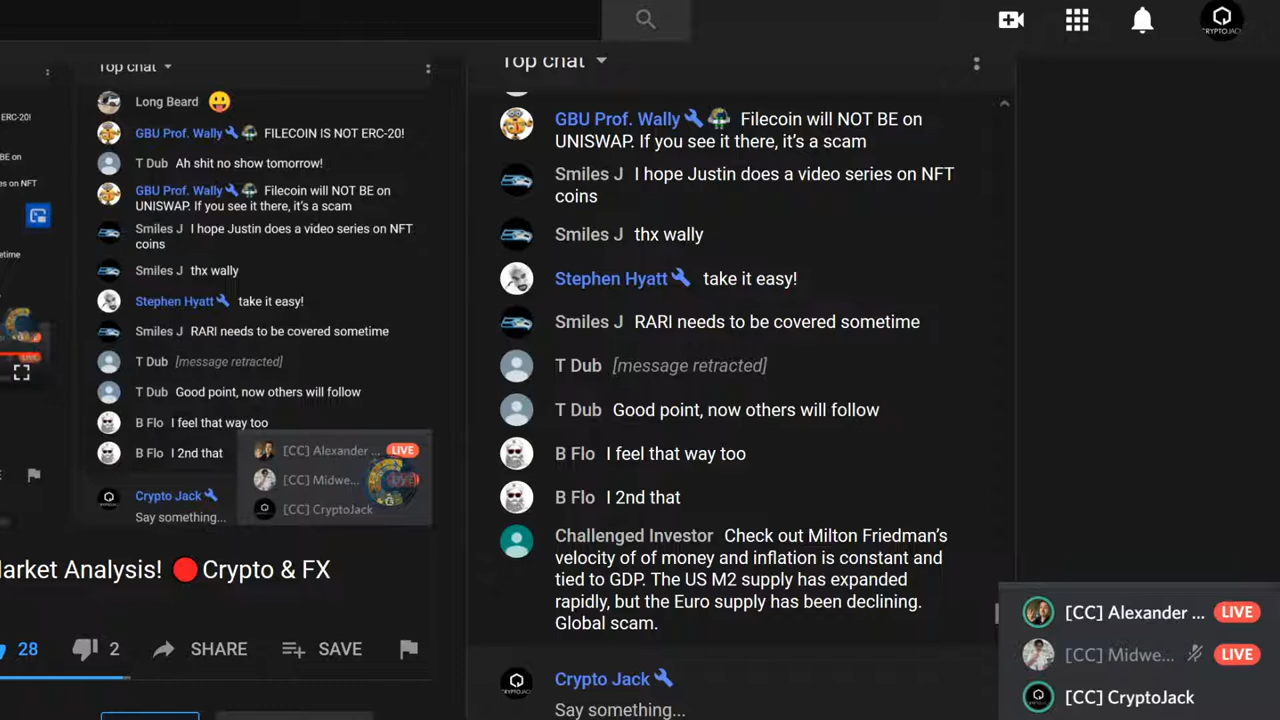 CRYPTOJACK
ERC-20!
BE on
es on NFT
etime
Top chat
Long Beard
GBU Prof. Wally FILECOIN IS NOT ERC-20!
T Dub Ah shit no show tomorrow!
GBU Prof. Wally Filecoin will NOT BE on
UNISWAP. If you see it there, it's a scam
Smiles J I hope Justin does a video series on NFT
coins
Smiles J thx wally
Stephen Hyatt take it easy!
Smiles J RARI needs to be covered sometime
T Dub [message retracted]
T Dub Good point, now others will follow
B Flo I feel that way too
B Flo I 2nd that
[CC] Alexander ... LIVE
[CC] Midwe...
[CC] CryptoJack
Crypto Jack
Say something...
arket Analysis! Crypto & FX
28
2
SHARE
SAVE
Top chat
GBU Prof. Wally Filecoin will NOT BE on
UNISWAP. If you see it there, it's a scam
Smiles J I hope Justin does a video series on NFT
coins
Smiles J thx wally
Stephen Hyatt take it easy!
Smiles J RARI needs to be covered sometime
T Dub [message retracted]
T Dub Good point, now others will follow
B Flo I feel that way too
B Flo I 2nd that
Challenged Investor Check out Milton Friedman's
velocity of of money and inflation is constant and
tied to GDP. The US M2 supply has expanded
rapidly, but the Euro supply has been declining.
Global scam.
Crypto Jack
Say something...
[CC] Alexander ... LIVE
[CC] Midwe... LIVE
[CC] CryptoJack